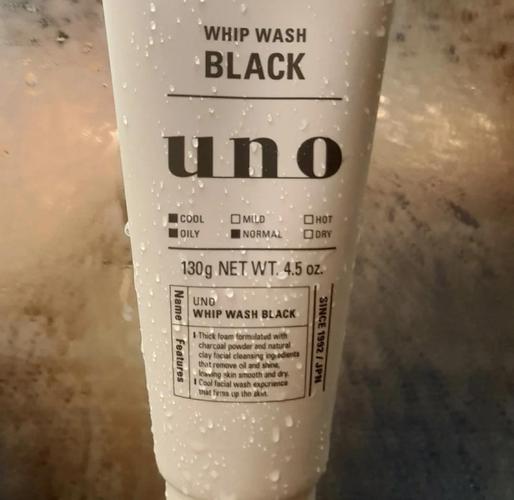 WHIP WASH
BLACK
uno
■ COOL □ MILD □ HOT
■ OILY ■ NORMAL □ DRY
130g NET WT. 4.5 oz.
Name
UNO
WHIP WASH BLACK
Features
Thick foam formulated with
charcoal powder and natural
clay facial cleansing ingredients
that remove oil and shine,
leaving skin smooth and dry.
Cool facial wash experience
that firms up the skin.
SINCE 1992 / JPN